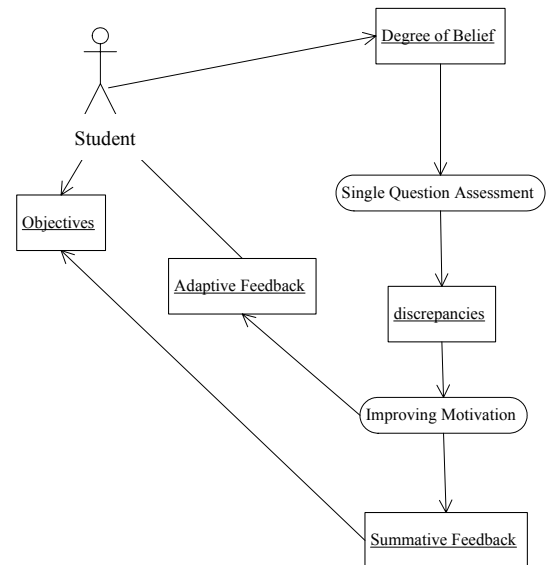 Degree of Belief
Student
Single Question Assessment
Objectives
Adaptive Feedback
discrepancies
Improving Motivation
Summative Feedback